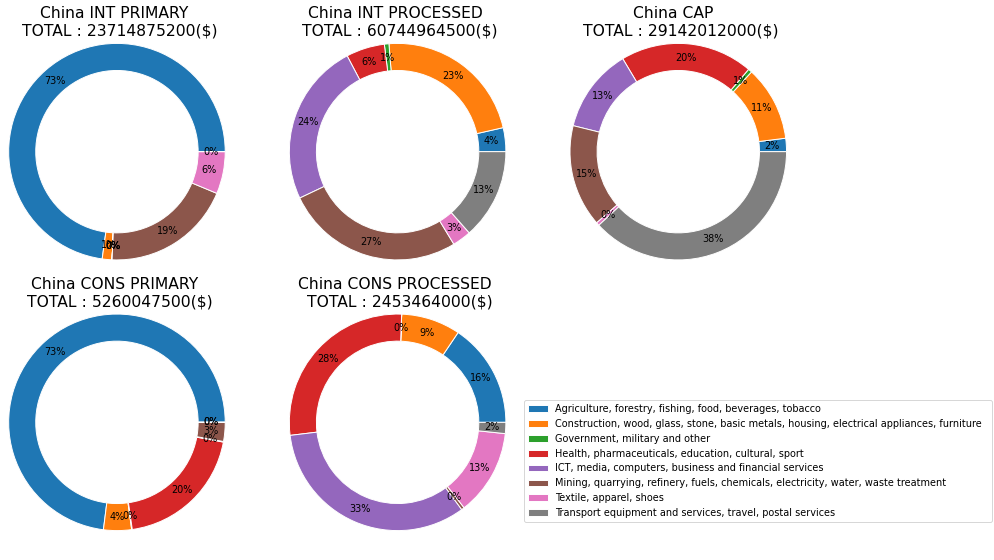 China INT PRIMARY
TOTAL : 23714875200($)
73%
0%
6%
19%
0%
1%
China INT PROCESSED
TOTAL : 60744964500($)
6%
1%
23%
24%
4%
13%
3%
27%
China CAP
TOTAL : 29142012000($)
20%
1%
13%
11%
2%
15%
0%
38%
China CONS PRIMARY
TOTAL : 5260047500($)
73%
0%
3%
0%
20%
4%
0%
China CONS PROCESSED
TOTAL : 2453464000($)
0%
9%
28%
16%
2%
13%
0%
33%
Agriculture, forestry, fishing, food, beverages, tobacco
Construction, wood, glass, stone, basic metals, housing, electrical appliances, furniture
Government, military and other
Health, pharmaceuticals, education, cultural, sport
ICT, media, computers, business and financial services
Mining, quarrying, refinery, fuels, chemicals, electricity, water, waste treatment
Textile, apparel, shoes
Transport equipment and services, travel, postal services